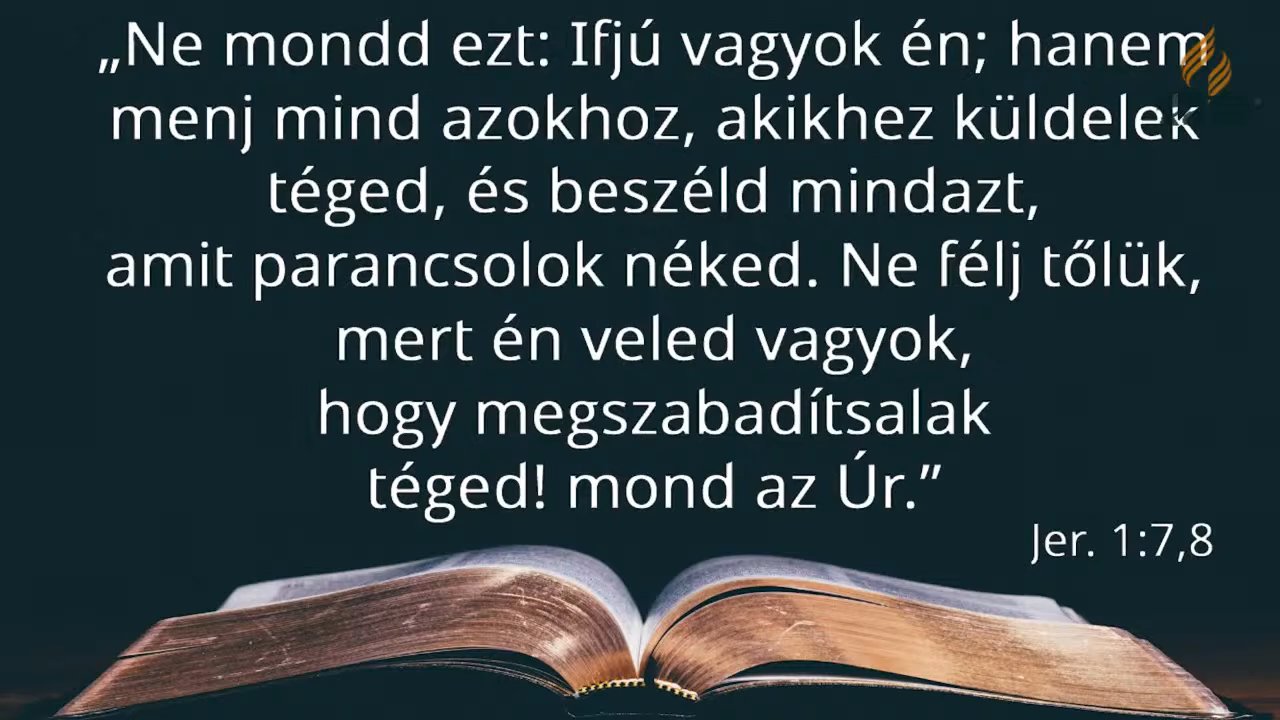 „Ne mondd ezt: Ifjú vagyok én; hanem
menj mind azokhoz, akikhez küldelek
téged, és beszéld mindazt,
amit parancsolok néked. Ne félj tőlük,
mert én veled vagyok,
hogy megszabadítsalak
téged! mond az Úr.”
Jer. 1:7,8